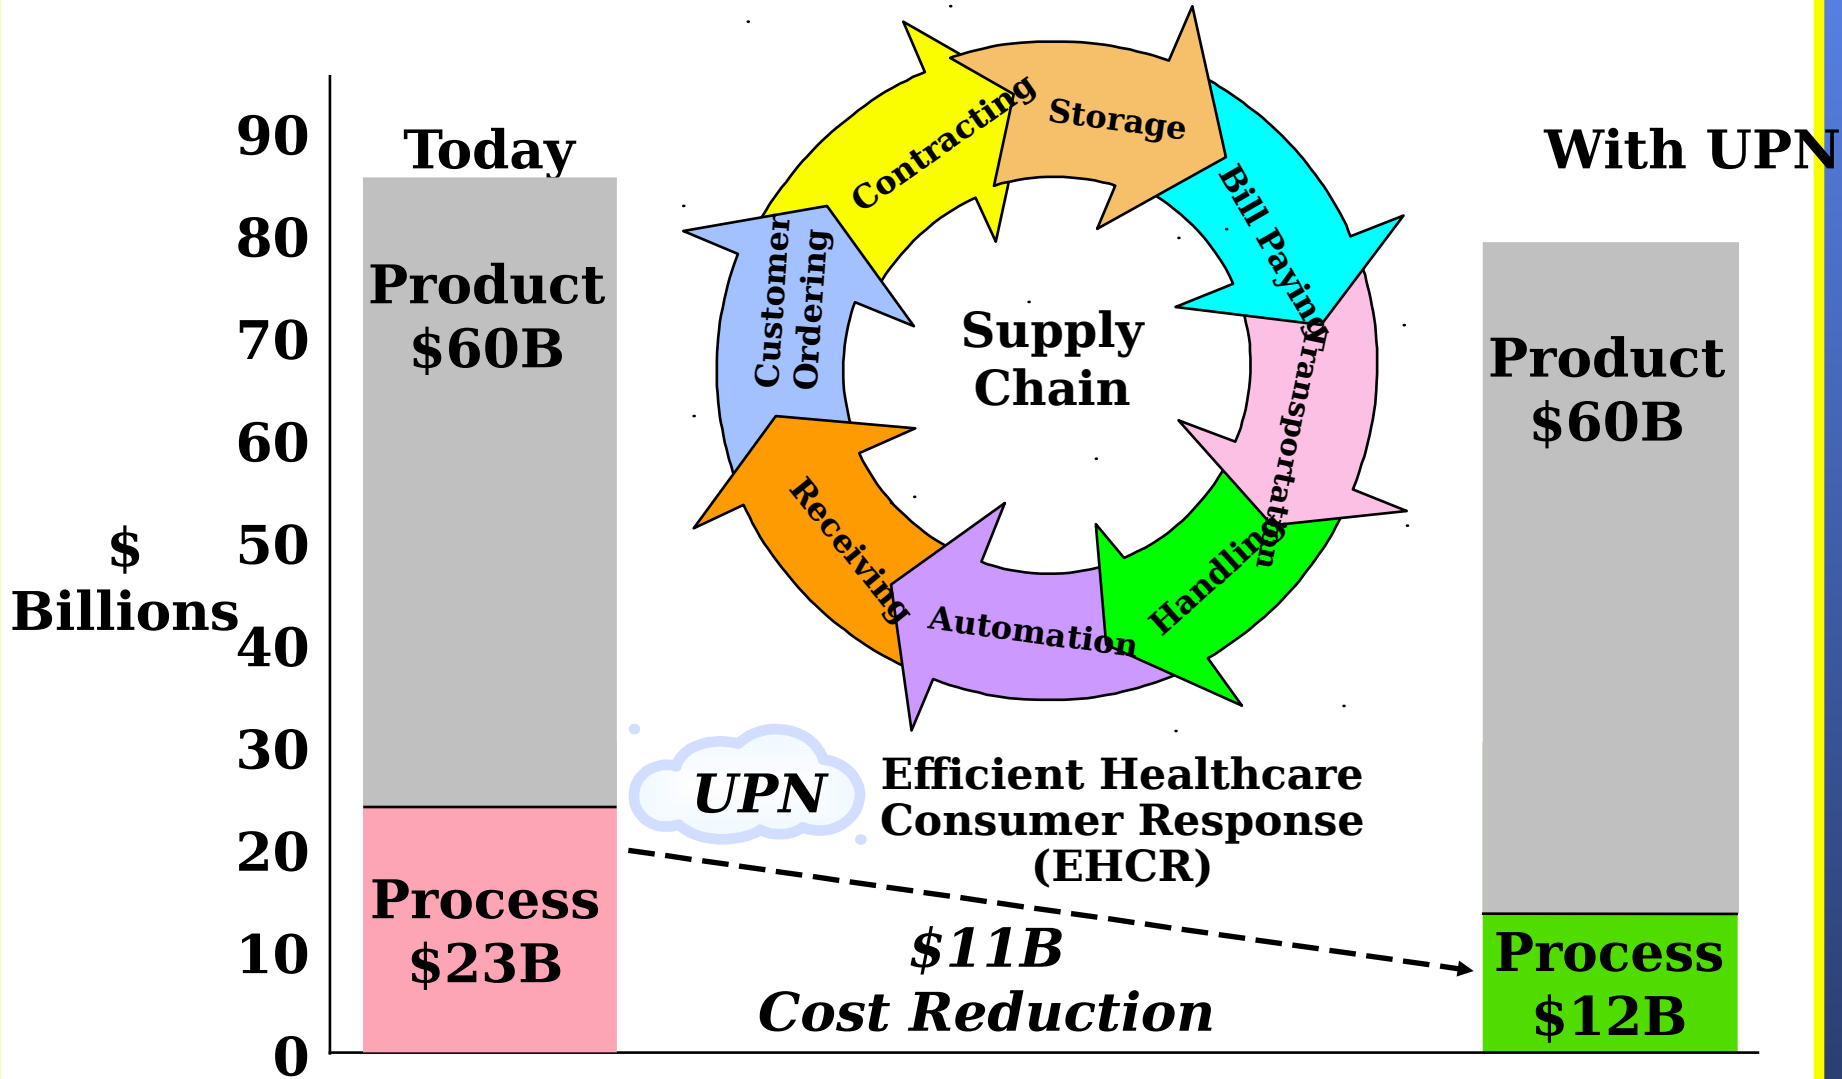 90
80
70
60
50
40
30
20
10
0
$
Billions
Today
Product
$60B
Process
$23B
Contracting
Storage
Bill Paying
Transportation
Handling
Automation
Receiving
Customer
Ordering
Supply
Chain
UPN
Efficient Healthcare
Consumer Response
(EHCR)
$11B
Cost Reduction
With UPN
Product
$60B
Process
$12B